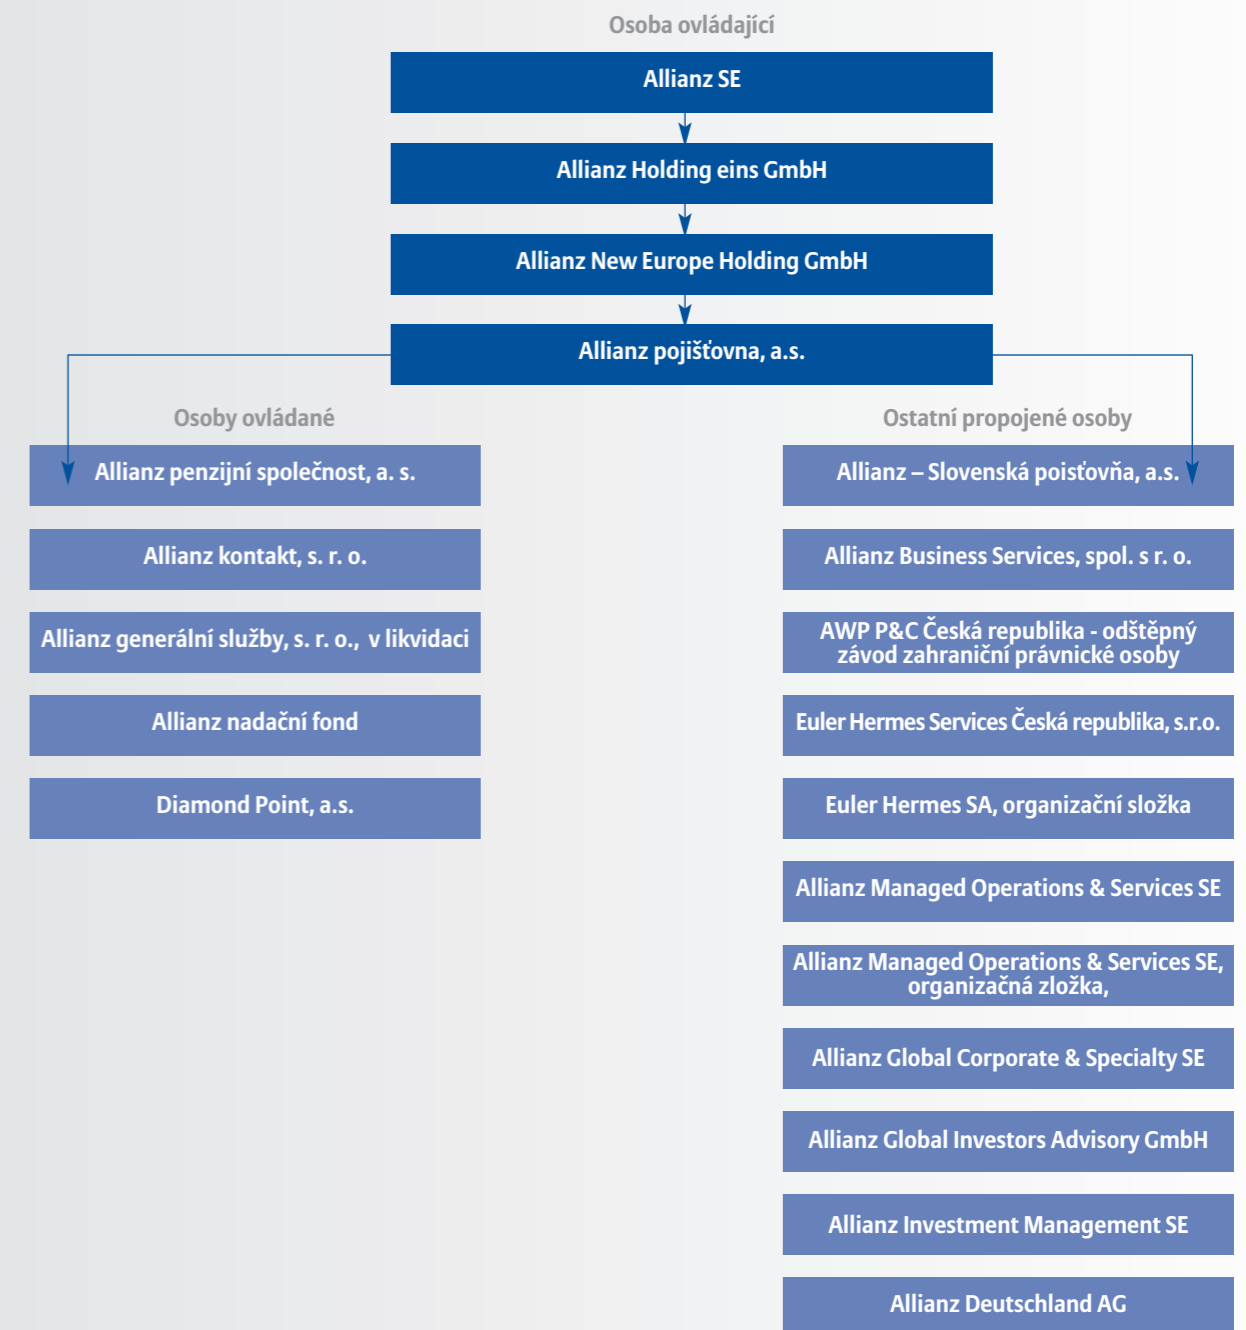 Osoba ovládající
Allianz SE
Allianz Holding eins GmbH
Allianz New Europe Holding GmbH
Allianz pojišťovna, a.s.
Osoby ovládané
Allianz penzijní společnost, a. s.
Allianz kontakt, s. r. o.
Allianz generální služby, s. r. o., v likvidaci
Allianz nadační fond
Diamond Point, a.s.
Ostatní propojené osoby
Allianz – Slovenská poisťovňa, a.s.
Allianz Business Services, spol. s r. o.
AWP P&C Česká republika - odštěpný
závod zahraniční právnické osoby
Euler Hermes Services Česká republika, s.r.o.
Euler Hermes SA, organizační složka
Allianz Managed Operations & Services SE
Allianz Managed Operations & Services SE,
organizačná zložka,
Allianz Global Corporate & Specialty SE
Allianz Global Investors Advisory GmbH
Allianz Investment Management SE
Allianz Deutschland AG